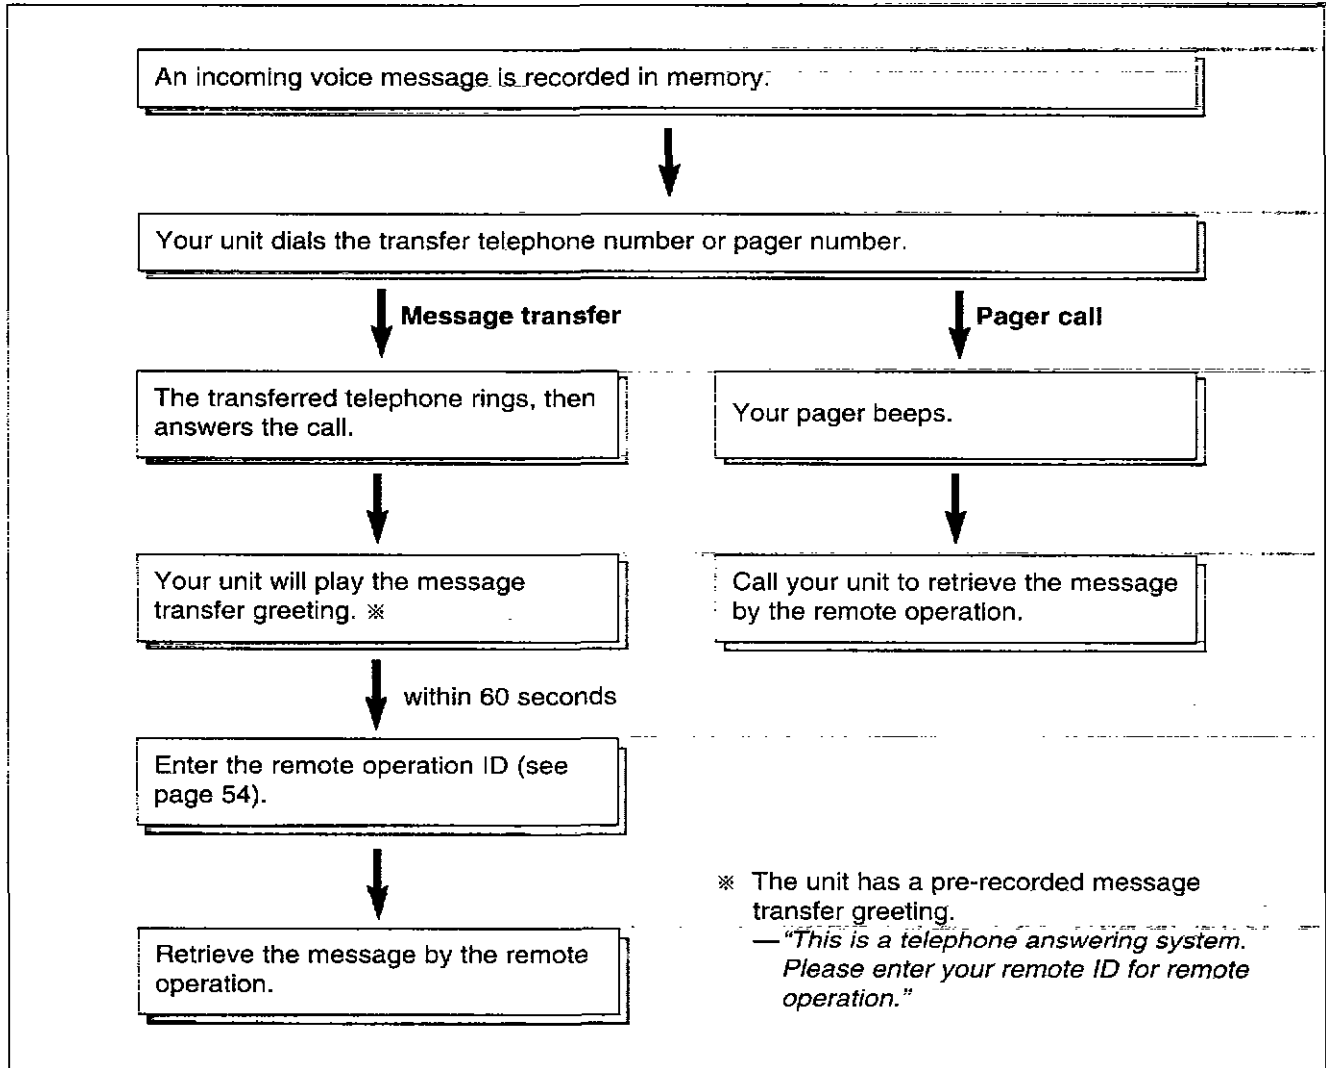 An incoming voice message is recorded in memory.
Your unit dials the transfer telephone number or pager number.
Message transfer
Pager call
The transferred telephone rings, then
answers the call.
Your pager beeps.
Your unit will play the message
transfer greeting. ※
Call your unit to retrieve the message
by the remote operation.
within 60 seconds
Enter the remote operation ID (see
page 54).
Retrieve the message by the remote
operation.
※ The unit has a pre-recorded message
transfer greeting.
—“This is a telephone answering system.
Please enter your remote ID for remote
operation.”